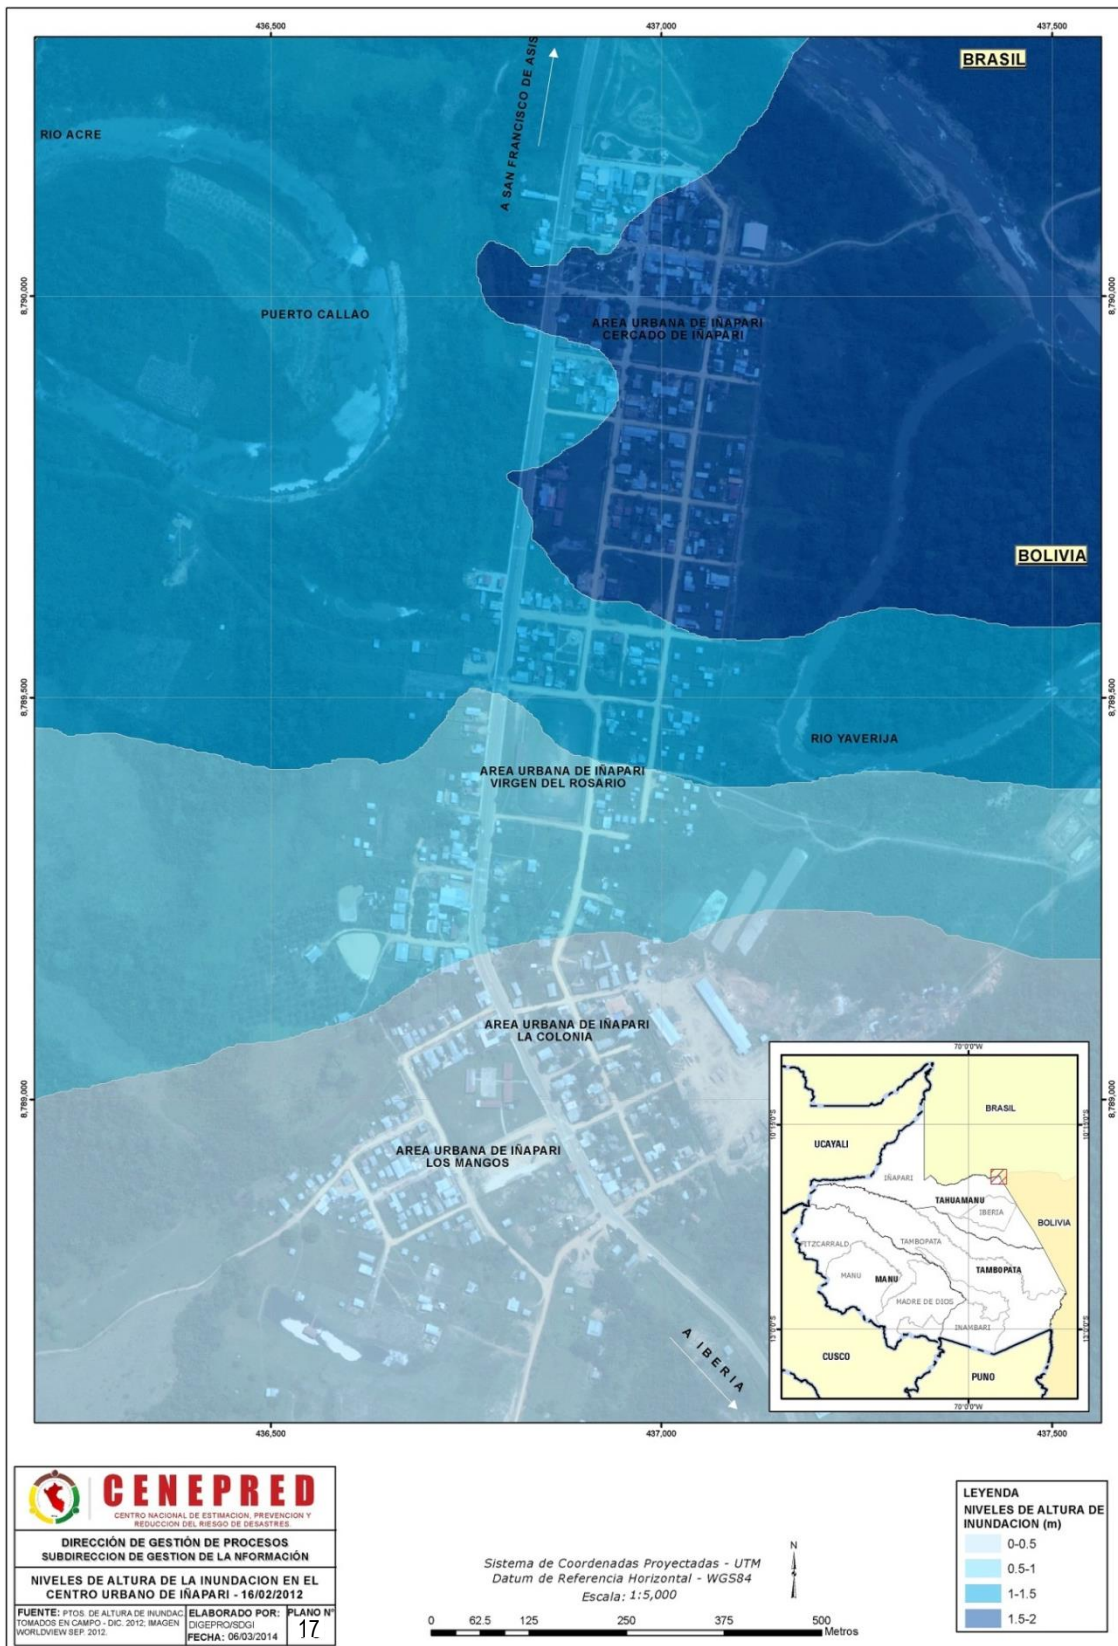 436,500
437,000
437,500
BRASIL
A SAN FRANCISCO DE ASIS
RIO ACRE
8,790,000
8,790,000
PUERTO CALLAO
AREA URBANA DE IÑAPARI
CERCADO DE IÑAPARI
BOLIVIA
8,789,500
8,789,500
RIO YAVERIJA
AREA URBANA DE IÑAPARI
VIRGEN DEL ROSARIO
AREA URBANA DE IÑAPARI
LA COLONIA
8,789,000
8,789,000
AREA URBANA DE IÑAPARI
LOS MANGOS
A IBERIA
70°0'0"W
BRASIL
UCAYALI
IÑAPARI
TAHUAMANU
IBERIA
BOLIVIA
FITZCARRALD
TAMBOPATA
MANU
MANU
TAMBOPATA
MADRE DE DIOS
INAMBARI
CUSCO
PUNO
70°0'0"W
436,500
437,000
437,500
CENEPRED
CENTRO NACIONAL DE ESTIMACION, PREVENCION Y
REDUCCION DEL RIESGO DE DESASTRES.
DIRECCIÓN DE GESTIÓN DE PROCESOS
SUBDIRECCION DE GESTION DE LA NFORMACIÓN
NIVELES DE ALTURA DE LA INUNDACION EN EL
CENTRO URBANO DE IÑAPARI - 16/02/2012
FUENTE: PTOS. DE ALTURA DE INUNDAC.
TOMADOS EN CAMPO - DIC. 2012; IMAGEN
WORLDVIEW SEP. 2012.
ELABORADO POR:
DIGEPRO/SDGI
FECHA: 06/03/2014
PLANO Nº
17
Sistema de Coordenadas Proyectadas - UTM
Datum de Referencia Horizontal - WGS84
Escala: 1:5,000
N
0 62.5 125 250 375 500
Metros
LEYENDA
NIVELES DE ALTURA DE
INUNDACION (m)
0-0.5
0.5-1
1-1.5
1.5-2